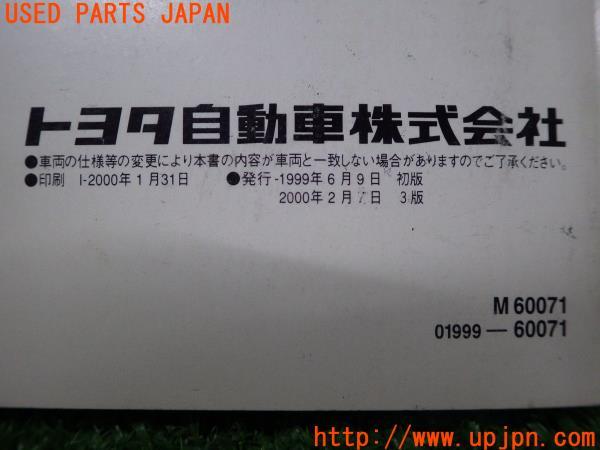 USED PARTS JAPAN
トヨタ自動車株式会社
●車両の仕様等の変更により本書の内容が車両と一致しない場合がありますのでご了承ください。
●印刷 I-2000年1月31日 ●発行-1999年6月9日 初版
2000年2月7日 3版
M 60071
01999—60071
http://www.upjpn.com